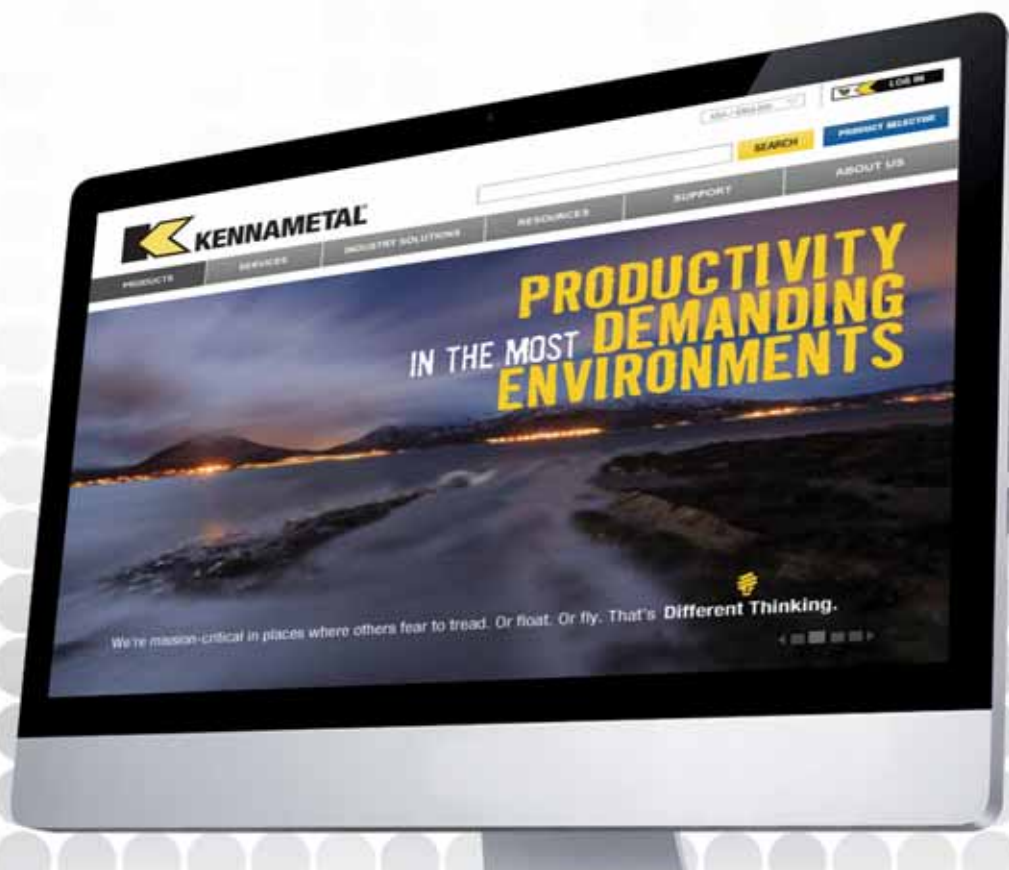 LOG IN
SEARCH
PRODUCT SELECTOR
KENNAMETAL®
PRODUCTS
SERVICES
INDUSTRY SOLUTIONS
RESOURCES
SUPPORT
ABOUT US
PRODUCTIVITY
IN THE MOST DEMANDING
ENVIRONMENTS
We're mission-critical in places where others fear to tread. Or float. Or fly. That's Different Thinking.